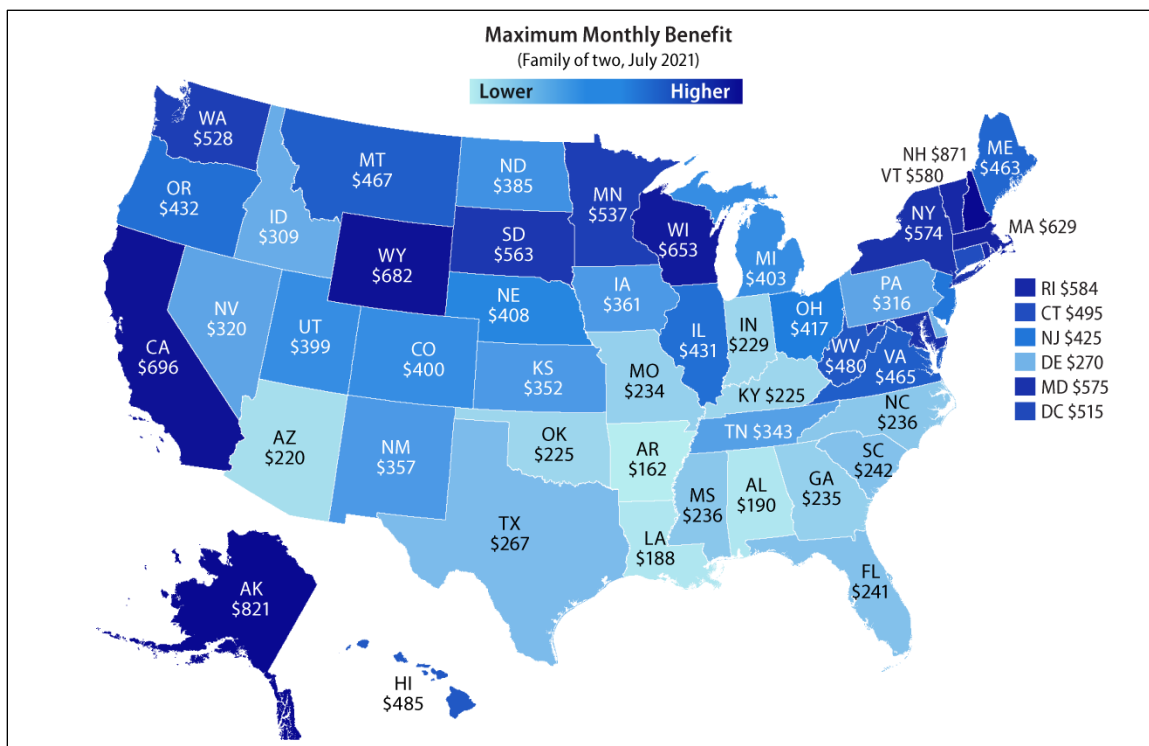 Maximum Monthly Benefit
(Family of two, July 2021)
Lower Higher
WA
$528
MT
$467
ND
$385
MN
$537
NH $871
VT $580
ME
$463
OR
$432
ID
$309
WY
$682
SD
$563
WI
$653
MI
$403
NY
$574
MA $629
NV
$320
UT
$399
CO
$400
NE
$408
IA
$361
IL
$431
IN
$229
OH
$417
PA
$316
RI $584
CT $495
NJ $425
DE $270
MD $575
DC $515
CA
$696
KS
$352
MO
$234
KY $225
WV
$480
VA
$465
AZ
$220
NM
$357
OK
$225
AR
$162
TN $343
NC
$236
SC
$242
TX
$267
LA
$188
MS
$236
AL
$190
GA
$235
FL
$241
AK
$821
HI
$485